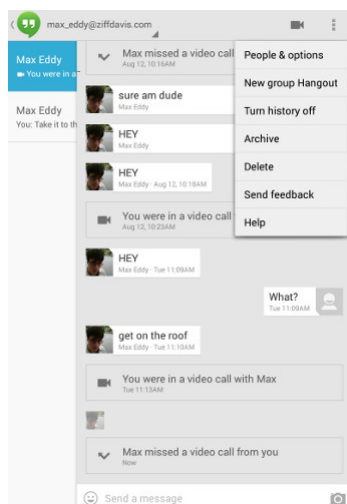 max_eddy@ziffdavis.com
Max Eddy
You were in a
Max Eddy
You: Take it to th
Max missed a video call
Aug 12, 10:16AM
sure am dude
Max Eddy
HEY
Max Eddy
HEY
Max Eddy · Aug 12, 10:18AM
You were in a video call
Aug 12, 10:23AM
HEY
Max Eddy · Tue 11:09AM
What?
Tue 11:09AM
get on the roof
Max Eddy · Tue 11:10AM
You were in a video call with Max
Tue 11:13AM
Max missed a video call from you
Now
Send a message
People & options
New group Hangout
Turn history off
Archive
Delete
Send feedback
Help